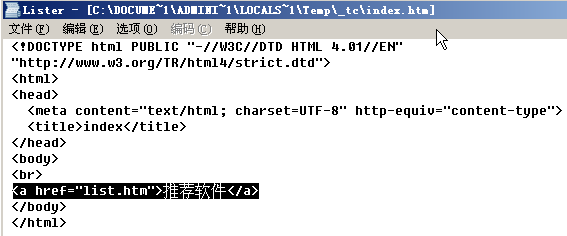 Lister - [C:\DOCUME~1\ADMINI~1\LOCALS~1\Temp\_tc\index.htm]
文件(F) 编辑(E) 选项(O) 编码(C) 帮助(H)
<!DOCTYPE html PUBLIC "-//W3C//DTD HTML 4.01//EN"
"http://www.w3.org/TR/html4/strict.dtd">
<html>
<head>
  <meta content="text/html; charset=UTF-8" http-equiv="content-type">
  <title>index</title>
</head>
<body>
<br>
<a href="list.htm">推荐软件</a>
</body>
</html>